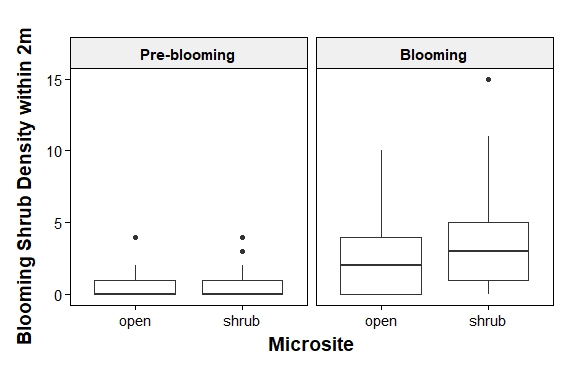 Blooming Shrub Density within 2m
Pre-blooming
Blooming
15
10
5
0
open
shrub
open
shrub
Microsite